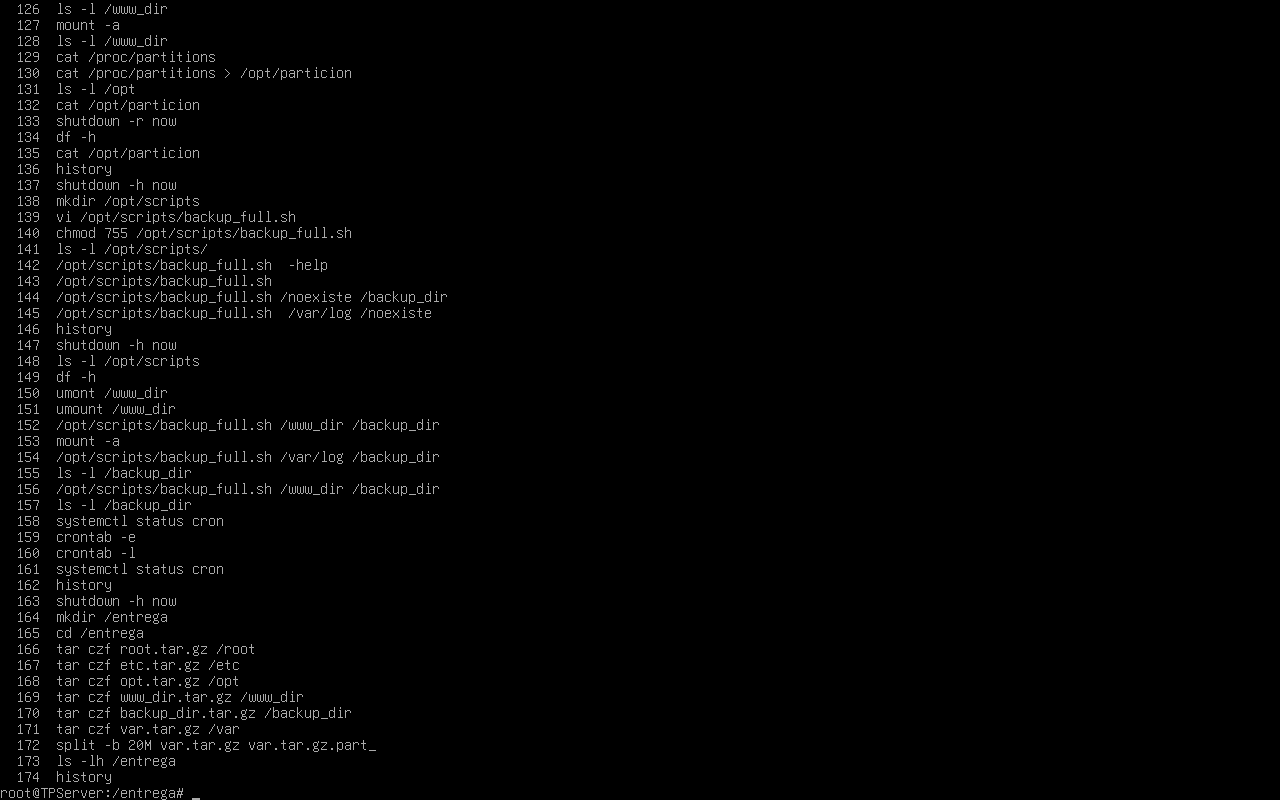 126  ls -l /www_dir
127  mount -a
128  ls -l /www_dir
129  cat /proc/partitions
130  cat /proc/partitions > /opt/particion
131  ls -l /opt
132  cat /opt/particion
133  shutdown -r now
134  df -h
135  cat /opt/particion
136  history
137  shutdown -h now
138  mkdir /opt/scripts
139  vi /opt/scripts/backup_full.sh
140  chmod 755 /opt/scripts/backup_full.sh
141  ls -l /opt/scripts/
142  /opt/scripts/backup_full.sh  -help
143  /opt/scripts/backup_full.sh
144  /opt/scripts/backup_full.sh /noexiste /backup_dir
145  /opt/scripts/backup_full.sh  /var/log /noexiste
146  history
147  shutdown -h now
148  ls -l /opt/scripts
149  df -h
150  umont /www_dir
151  umount /www_dir
152  /opt/scripts/backup_full.sh /www_dir /backup_dir
153  mount -a
154  /opt/scripts/backup_full.sh /var/log /backup_dir
155  ls -l /backup_dir
156  /opt/scripts/backup_full.sh /www_dir /backup_dir
157  ls -l /backup_dir
158  systemctl status cron
159  crontab -e
160  crontab -l
161  systemctl status cron
162  history
163  shutdown -h now
164  mkdir /entrega
165  cd /entrega
166  tar czf root.tar.gz /root
167  tar czf etc.tar.gz /etc
168  tar czf opt.tar.gz /opt
169  tar czf www_dir.tar.gz /www_dir
170  tar czf backup_dir.tar.gz /backup_dir
171  tar czf var.tar.gz /var
172  split -b 20M var.tar.gz var.tar.gz.part_
173  ls -lh /entrega
174  history
root@TPServer:/entrega# _